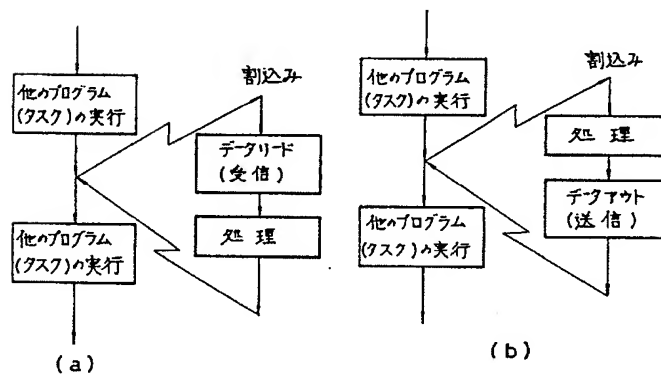 他のプログラム
(タスク)の実行
割込み
データリード
(受信)
処理
他のプログラム
(タスク)の実行
(a)
他のプログラム
(タスク)の実行
割込み
処理
データアウト
(送信)
他のプログラム
(タスク)の実行
(b)